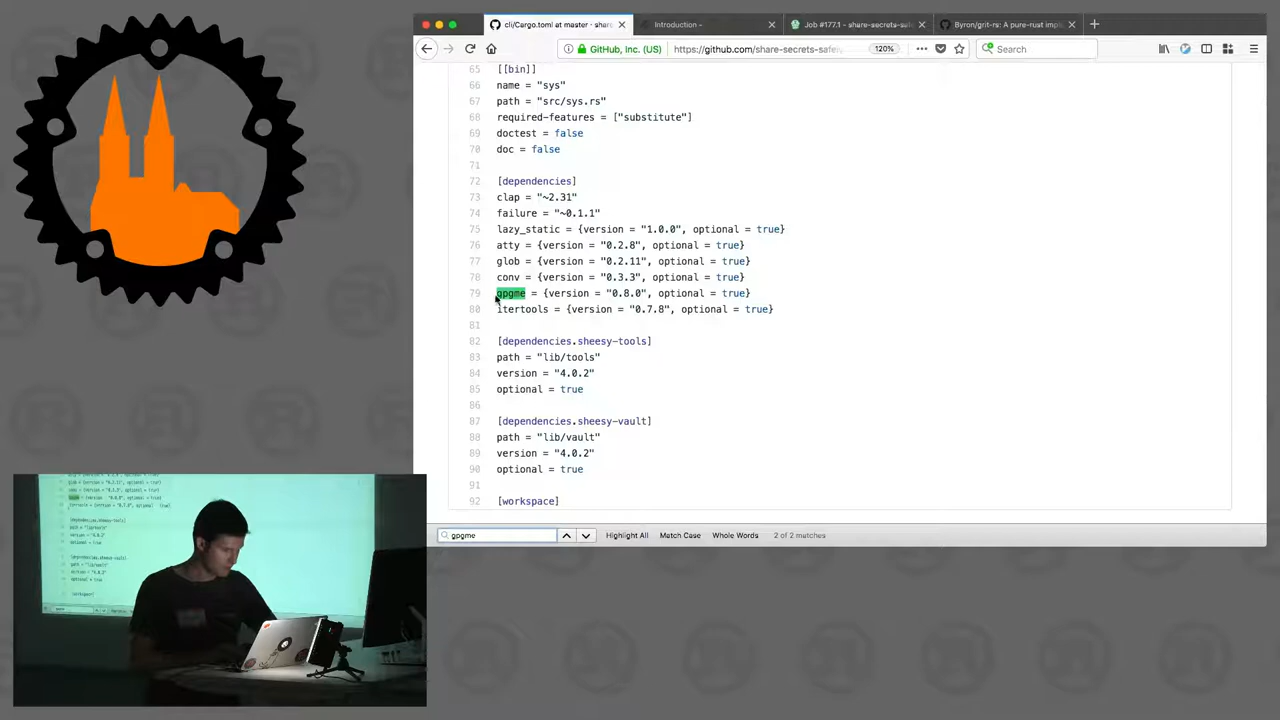 cli/Cargo.toml at master · shar
Introduction -
Job #177.1 - share-secrets-safe
Byron/grit-rs: A pure-rust impl
GitHub, Inc. (US)
https://github.com/share-secrets-safely
120%
Search
65 [[bin]]
66 name = "sys"
67 path = "src/sys.rs"
68 required-features = ["substitute"]
69 doctest = false
70 doc = false
71
72 [dependencies]
73 clap = "~2.31"
74 failure = "~0.1.1"
75 lazy_static = {version = "1.0.0", optional = true}
76 atty = {version = "0.2.8", optional = true}
77 glob = {version = "0.2.11", optional = true}
78 conv = {version = "0.3.3", optional = true}
79 gpgme = {version = "0.8.0", optional = true}
80 itertools = {version = "0.7.8", optional = true}
81
82 [dependencies.sheesy-tools]
83 path = "lib/tools"
84 version = "4.0.2"
85 optional = true
86
87 [dependencies.sheesy-vault]
88 path = "lib/vault"
89 version = "4.0.2"
90 optional = true
91
92 [workspace]
gpgme
Highlight All
Match Case
Whole Words
2 of 2 matches